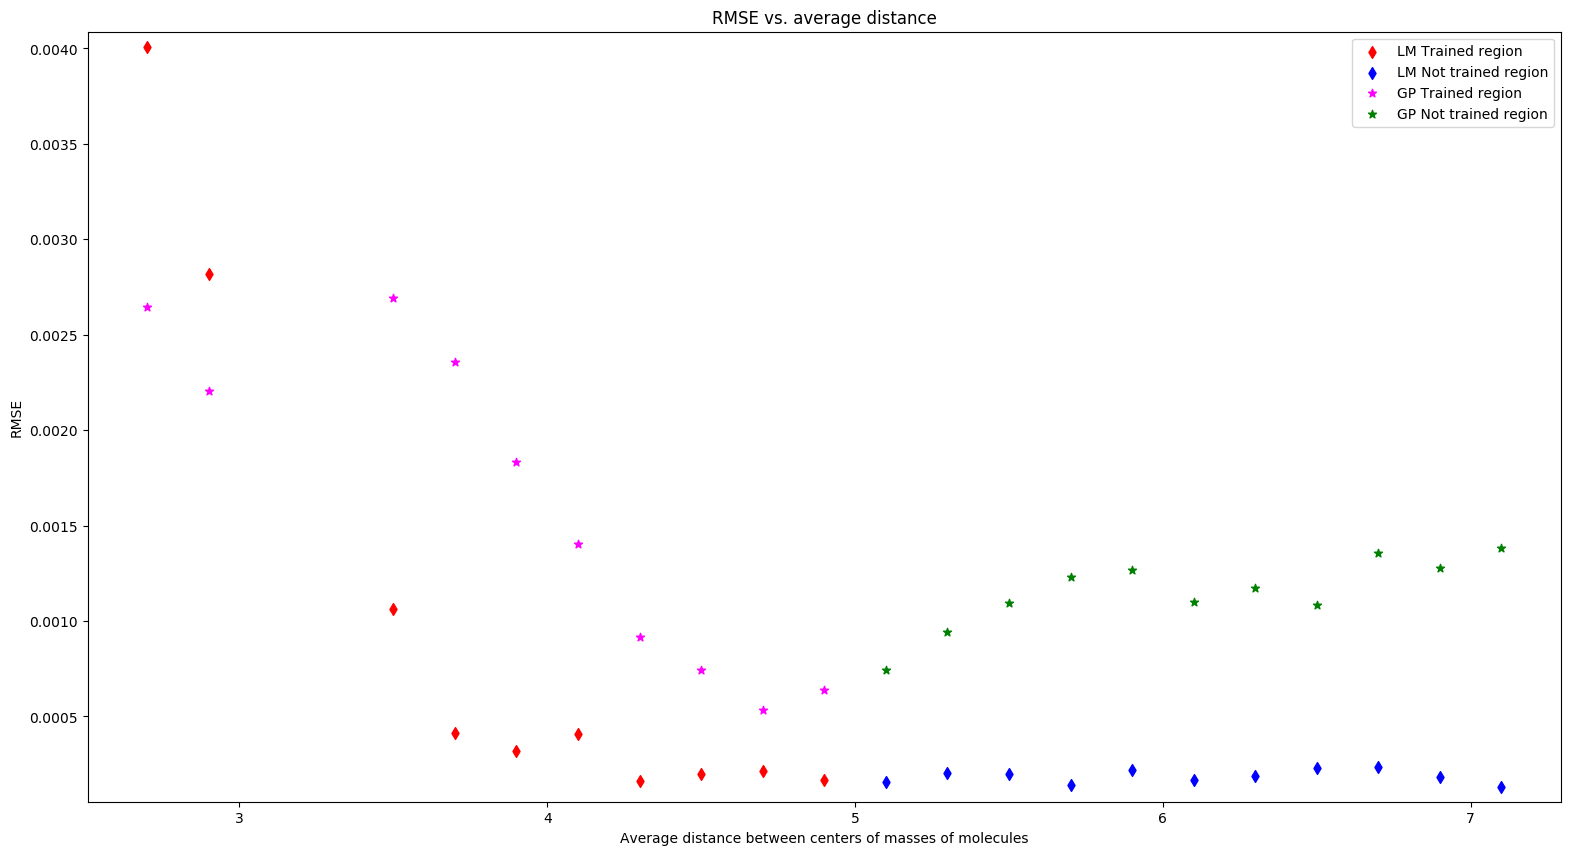 RMSE vs. average distance
LM Trained region
LM Not trained region
GP Trained region
GP Not trained region
0.0040
0.0035
0.0030
0.0025
0.0020
0.0015
0.0010
0.0005
RMSE
3 4 5 6 7
Average distance between centers of masses of molecules